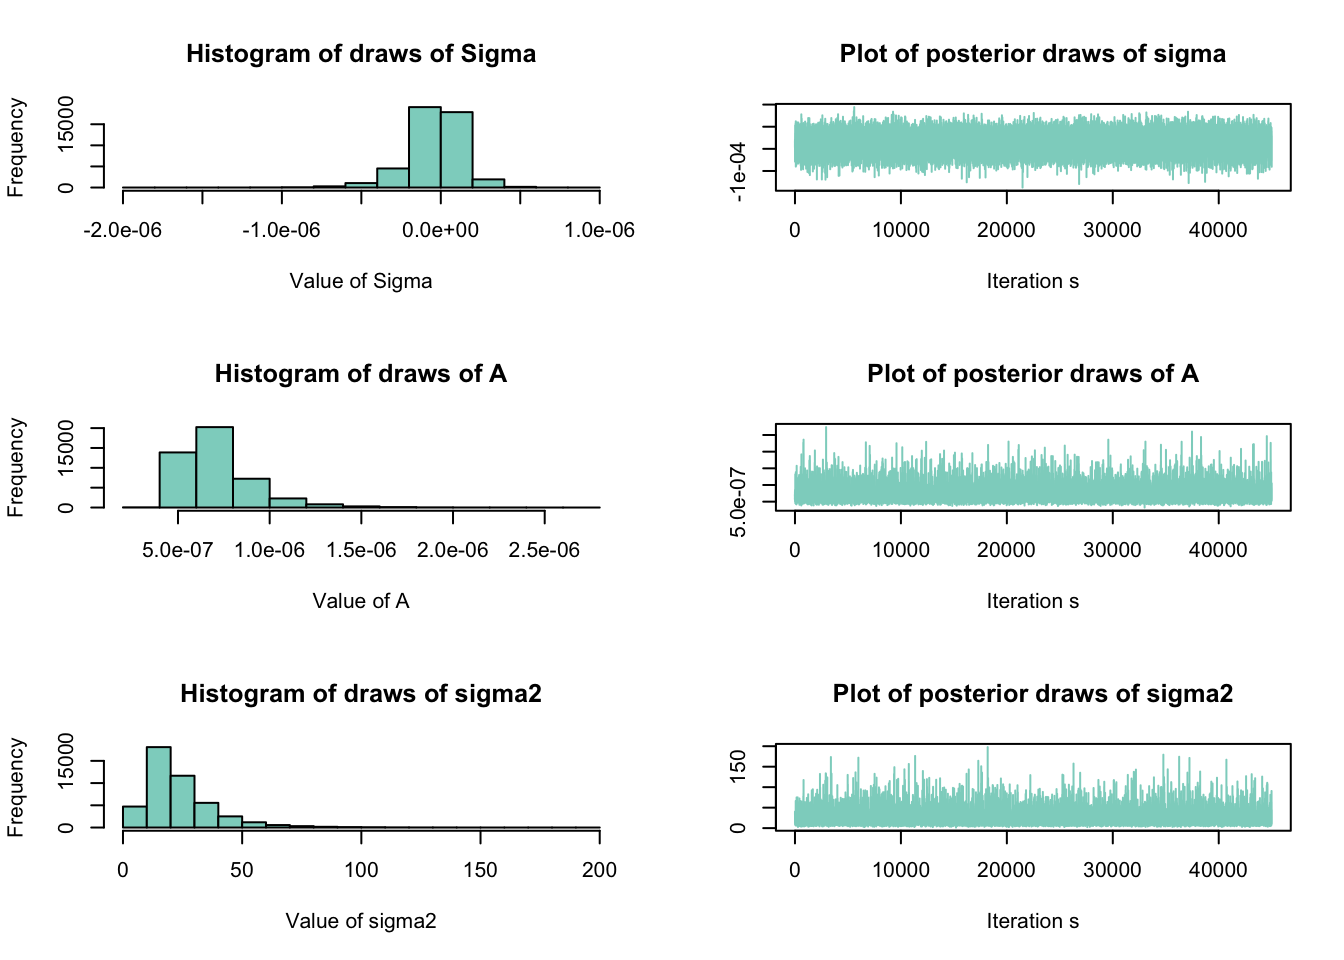 Histogram of draws of Sigma
Frequency
15000
0
-2.0e-06 -1.0e-06 0.0e+00 1.0e-06
Value of Sigma
Plot of posterior draws of sigma
-1e-04
0 10000 20000 30000 40000
Iteration s
Histogram of draws of A
Frequency
15000
0
5.0e-07 1.0e-06 1.5e-06 2.0e-06 2.5e-06
Value of A
Plot of posterior draws of A
5.0e-07
0 10000 20000 30000 40000
Iteration s
Histogram of draws of sigma2
Frequency
15000
0
0 50 100 150 200
Value of sigma2
Plot of posterior draws of sigma2
150
0
0 10000 20000 30000 40000
Iteration s